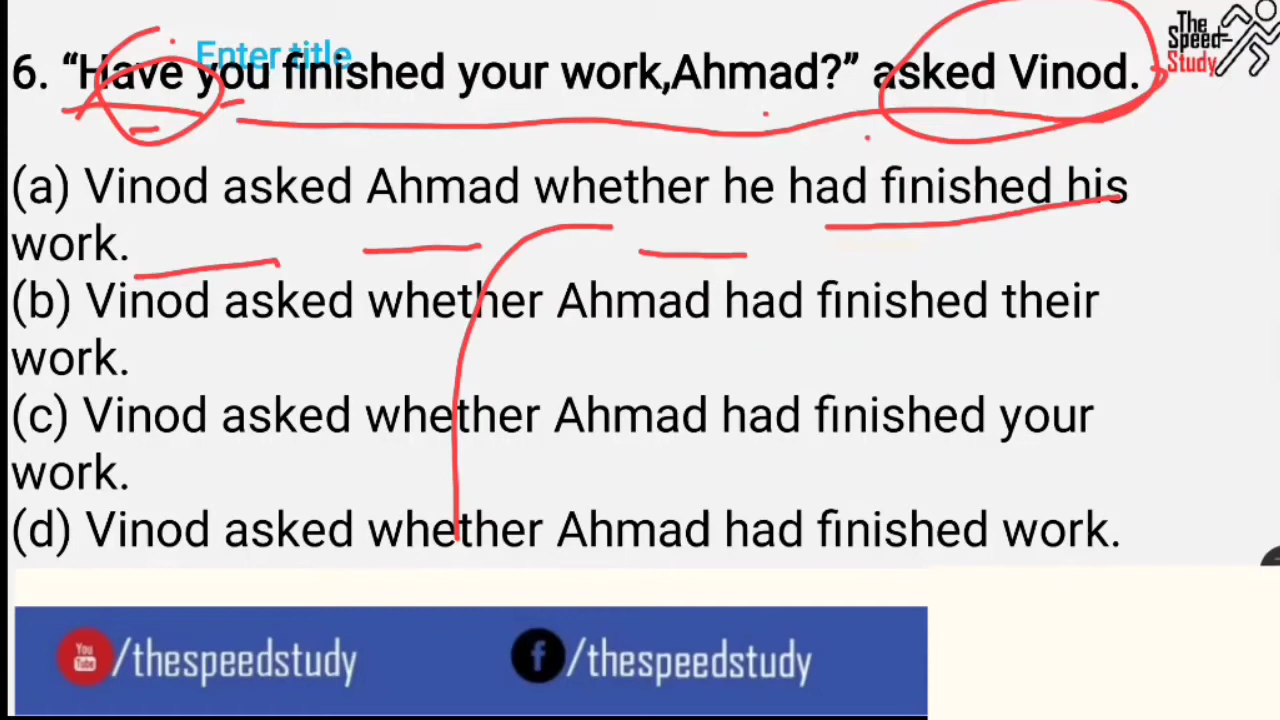 The
Speed
Study
Enter title
6. “Have you finished your work,Ahmad?” asked Vinod.
(a) Vinod asked Ahmad whether he had finished his
work.
(b) Vinod asked whether Ahmad had finished their
work.
(c) Vinod asked whether Ahmad had finished your
work.
(d) Vinod asked whether Ahmad had finished work.
You
Tube
/thespeedstudy
f /thespeedstudy